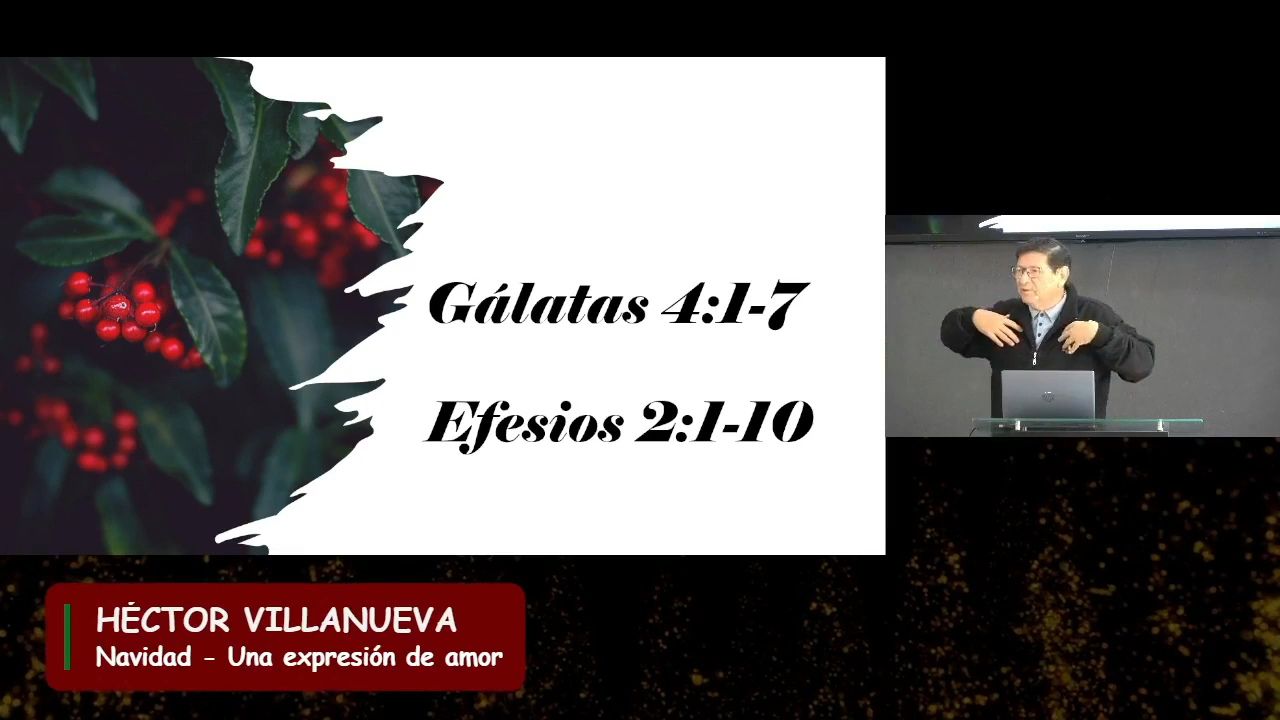 Gálatas 4:1-7
Efesios 2:1-10
HÉCTOR VILLANUEVA
Navidad - Una expresión de amor